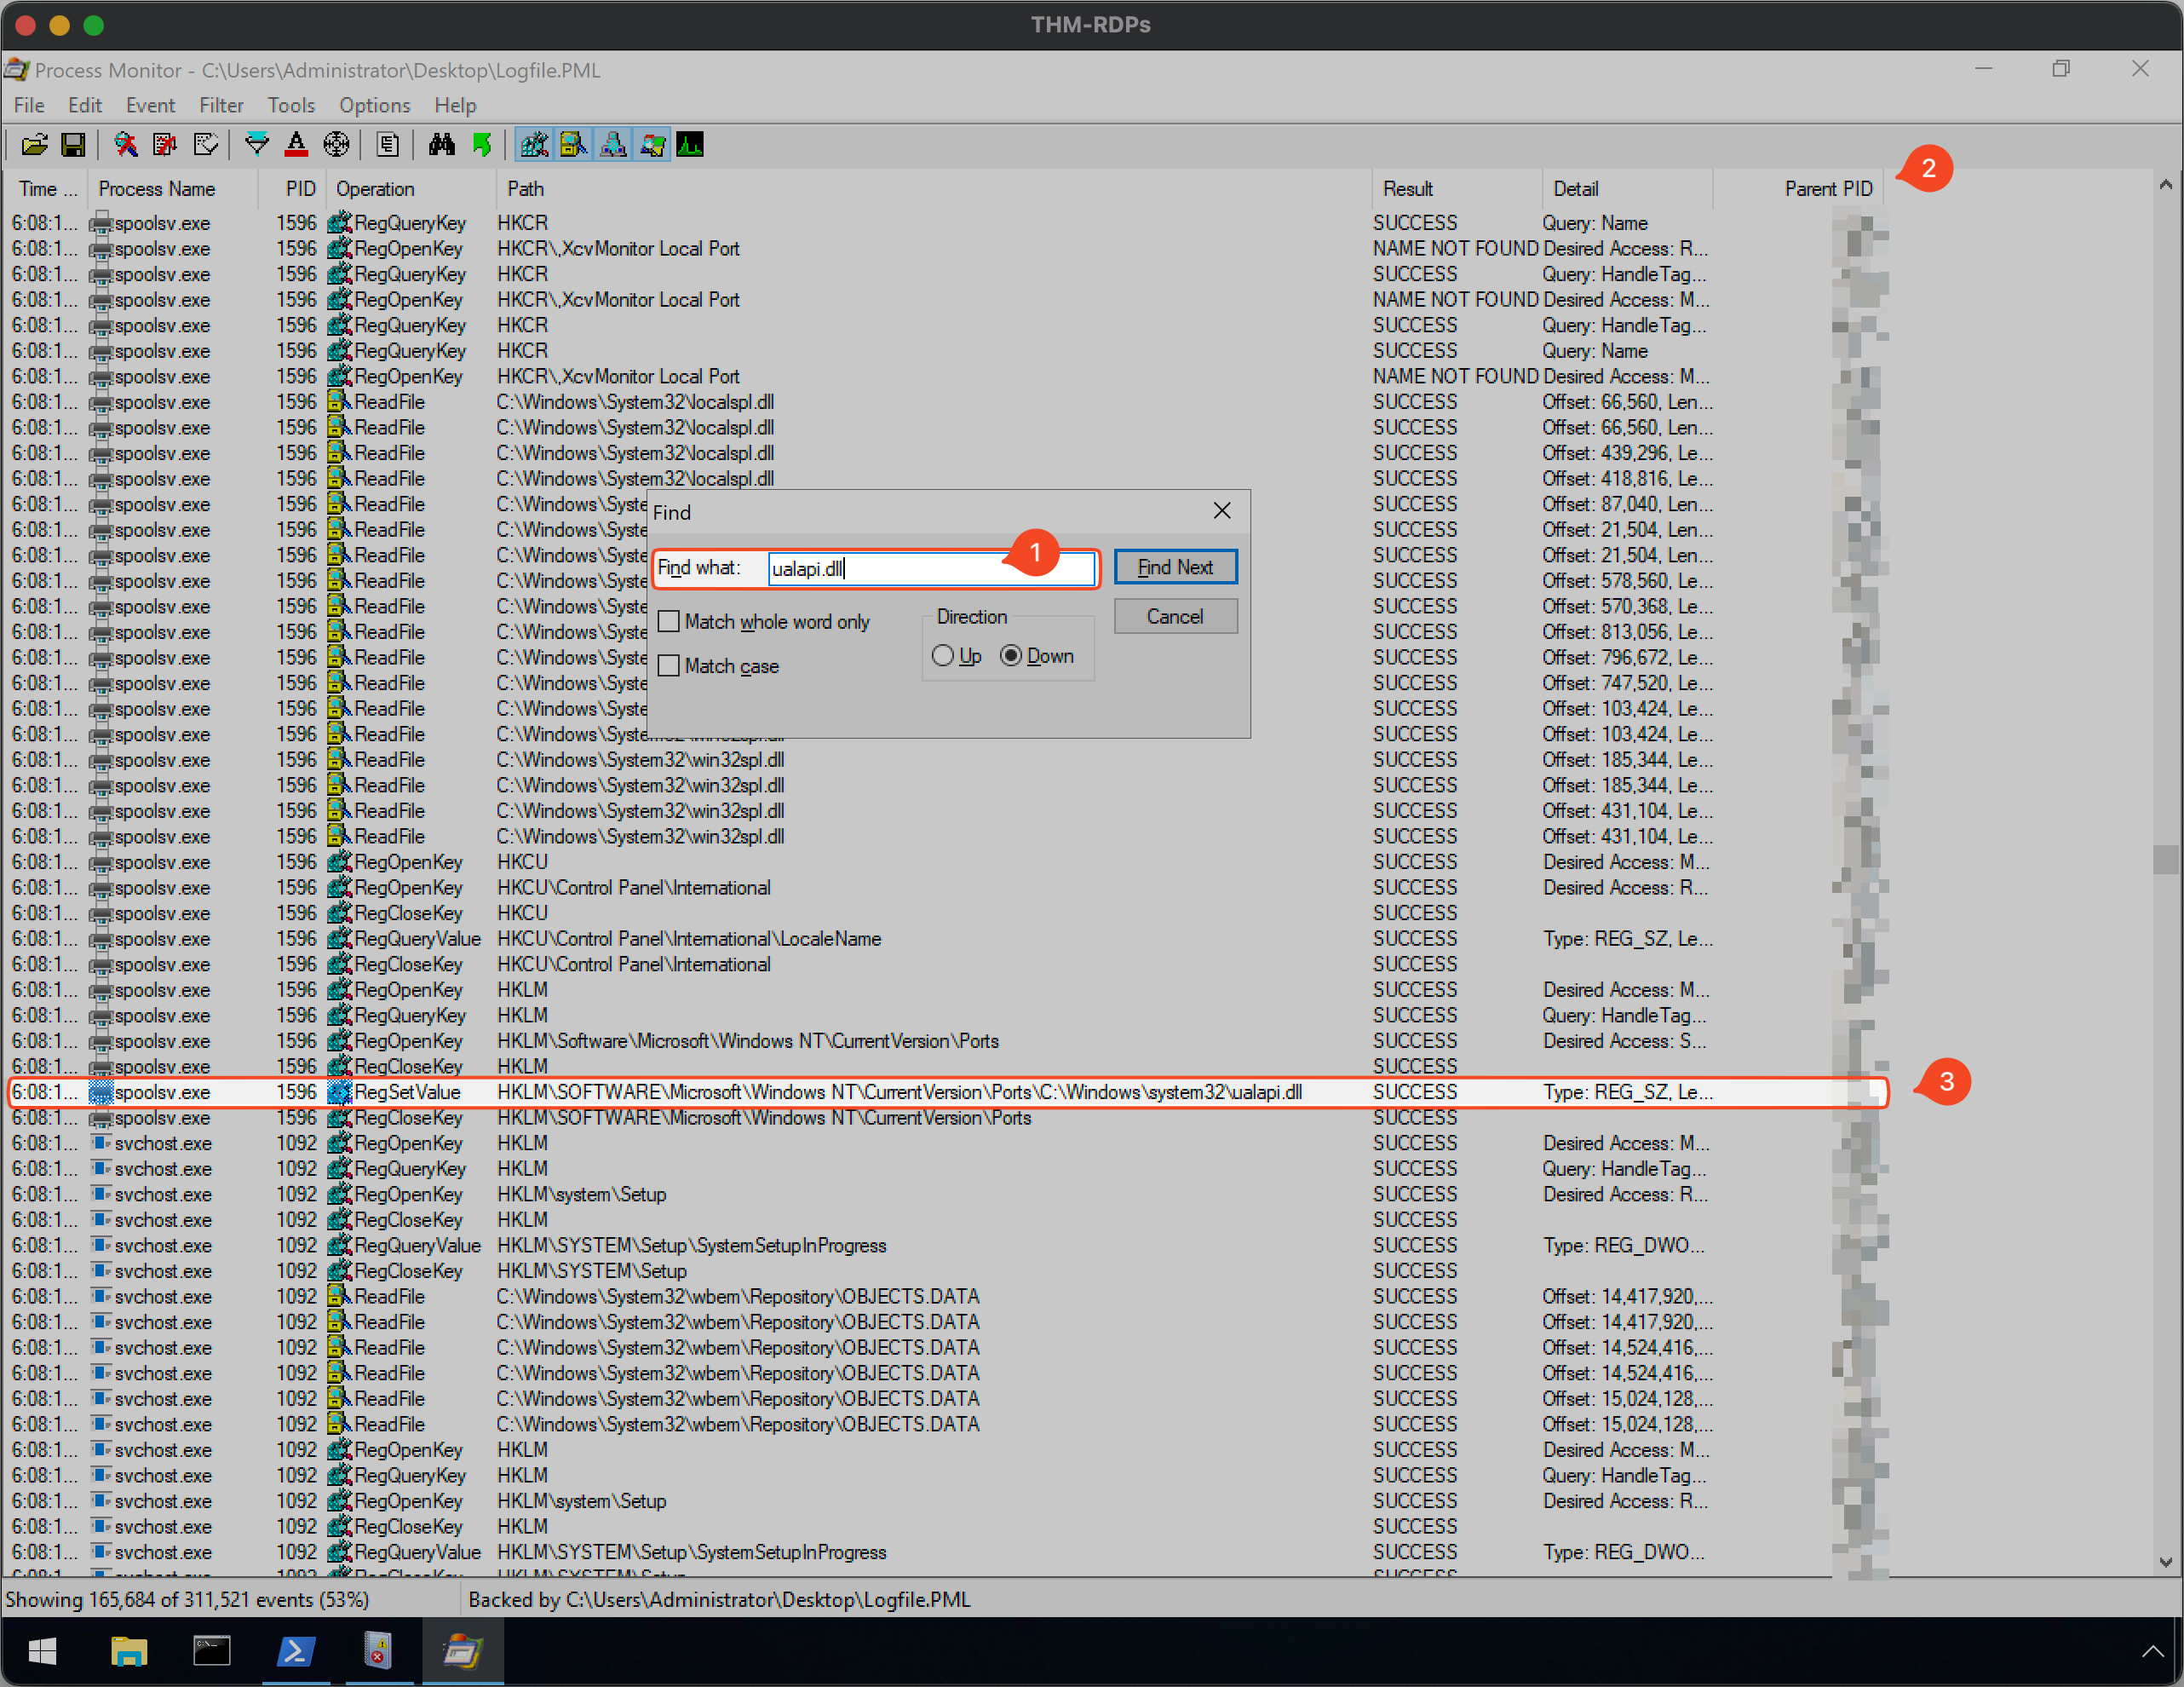 THM-RDPs
Process Monitor - C:\Users\Administrator\Desktop\Logfile.PML
File Edit Event Filter Tools Options Help
2
Time ... Process Name PID Operation Path Result Detail Parent PID
6:08:1... spoolsv.exe 1596 RegQueryKey HKCR SUCCESS Query: Name
6:08:1... spoolsv.exe 1596 RegOpenKey HKCR\,XcvMonitor Local Port NAME NOT FOUND Desired Access: R...
6:08:1... spoolsv.exe 1596 RegQueryKey HKCR SUCCESS Query: HandleTag...
6:08:1... spoolsv.exe 1596 RegOpenKey HKCR\,XcvMonitor Local Port NAME NOT FOUND Desired Access: M...
6:08:1... spoolsv.exe 1596 RegQueryKey HKCR SUCCESS Query: HandleTag...
6:08:1... spoolsv.exe 1596 RegQueryKey HKCR SUCCESS Query: Name
6:08:1... spoolsv.exe 1596 RegOpenKey HKCR\,XcvMonitor Local Port NAME NOT FOUND Desired Access: M...
6:08:1... spoolsv.exe 1596 ReadFile C:\Windows\System32\localspl.dll SUCCESS Offset: 66,560, Len...
6:08:1... spoolsv.exe 1596 ReadFile C:\Windows\System32\localspl.dll SUCCESS Offset: 66,560, Len...
6:08:1... spoolsv.exe 1596 ReadFile C:\Windows\System32\localspl.dll SUCCESS Offset: 439,296, Le...
6:08:1... spoolsv.exe 1596 ReadFile C:\Windows\System32\localspl.dll SUCCESS Offset: 418,816, Le...
6:08:1... spoolsv.exe 1596 ReadFile C:\Windows\Syste SUCCESS Offset: 87,040, Len...
6:08:1... spoolsv.exe 1596 ReadFile C:\Windows\Syste SUCCESS Offset: 21,504, Len...
6:08:1... spoolsv.exe 1596 ReadFile C:\Windows\Syste SUCCESS Offset: 21,504, Len...
6:08:1... spoolsv.exe 1596 ReadFile C:\Windows\Syste SUCCESS Offset: 578,560, Le...
6:08:1... spoolsv.exe 1596 ReadFile C:\Windows\Syste SUCCESS Offset: 570,368, Le...
6:08:1... spoolsv.exe 1596 ReadFile C:\Windows\Syste SUCCESS Offset: 813,056, Le...
6:08:1... spoolsv.exe 1596 ReadFile C:\Windows\Syste SUCCESS Offset: 796,672, Le...
6:08:1... spoolsv.exe 1596 ReadFile C:\Windows\Syste SUCCESS Offset: 747,520, Le...
6:08:1... spoolsv.exe 1596 ReadFile C:\Windows\Syste SUCCESS Offset: 103,424, Le...
6:08:1... spoolsv.exe 1596 ReadFile C:\Windows\Syste SUCCESS Offset: 103,424, Le...
6:08:1... spoolsv.exe 1596 ReadFile C:\Windows\System32\win32spl.dll SUCCESS Offset: 185,344, Le...
6:08:1... spoolsv.exe 1596 ReadFile C:\Windows\System32\win32spl.dll SUCCESS Offset: 185,344, Le...
6:08:1... spoolsv.exe 1596 ReadFile C:\Windows\System32\win32spl.dll SUCCESS Offset: 431,104, Le...
6:08:1... spoolsv.exe 1596 ReadFile C:\Windows\System32\win32spl.dll SUCCESS Offset: 431,104, Le...
6:08:1... spoolsv.exe 1596 RegOpenKey HKCU SUCCESS Desired Access: M...
6:08:1... spoolsv.exe 1596 RegOpenKey HKCU\Control Panel\International SUCCESS Desired Access: R...
6:08:1... spoolsv.exe 1596 RegCloseKey HKCU SUCCESS
6:08:1... spoolsv.exe 1596 RegQueryValue HKCU\Control Panel\International\LocaleName SUCCESS Type: REG_SZ, Le...
6:08:1... spoolsv.exe 1596 RegCloseKey HKCU\Control Panel\International SUCCESS
6:08:1... spoolsv.exe 1596 RegOpenKey HKLM SUCCESS Desired Access: M...
6:08:1... spoolsv.exe 1596 RegQueryKey HKLM SUCCESS Query: HandleTag...
6:08:1... spoolsv.exe 1596 RegOpenKey HKLM\Software\Microsoft\Windows NT\CurrentVersion\Ports SUCCESS Desired Access: S...
6:08:1... spoolsv.exe 1596 RegCloseKey HKLM SUCCESS
6:08:1... spoolsv.exe 1596 RegSetValue HKLM\SOFTWARE\Microsoft\Windows NT\CurrentVersion\Ports\C:\Windows\system32\ualapi.dll SUCCESS Type: REG_SZ, Le... 3
6:08:1... spoolsv.exe 1596 RegCloseKey HKLM\SOFTWARE\Microsoft\Windows NT\CurrentVersion\Ports SUCCESS
6:08:1... svchost.exe 1092 RegOpenKey HKLM SUCCESS Desired Access: M...
6:08:1... svchost.exe 1092 RegQueryKey HKLM SUCCESS Query: HandleTag...
6:08:1... svchost.exe 1092 RegOpenKey HKLM\system\Setup SUCCESS Desired Access: R...
6:08:1... svchost.exe 1092 RegCloseKey HKLM SUCCESS
6:08:1... svchost.exe 1092 RegQueryValue HKLM\SYSTEM\Setup\SystemSetupInProgress SUCCESS Type: REG_DWO...
6:08:1... svchost.exe 1092 RegCloseKey HKLM\SYSTEM\Setup SUCCESS
6:08:1... svchost.exe 1092 ReadFile C:\Windows\System32\wbem\Repository\OBJECTS.DATA SUCCESS Offset: 14,417,920,...
6:08:1... svchost.exe 1092 ReadFile C:\Windows\System32\wbem\Repository\OBJECTS.DATA SUCCESS Offset: 14,417,920,...
6:08:1... svchost.exe 1092 ReadFile C:\Windows\System32\wbem\Repository\OBJECTS.DATA SUCCESS Offset: 14,524,416,...
6:08:1... svchost.exe 1092 ReadFile C:\Windows\System32\wbem\Repository\OBJECTS.DATA SUCCESS Offset: 14,524,416,...
6:08:1... svchost.exe 1092 ReadFile C:\Windows\System32\wbem\Repository\OBJECTS.DATA SUCCESS Offset: 15,024,128,...
6:08:1... svchost.exe 1092 ReadFile C:\Windows\System32\wbem\Repository\OBJECTS.DATA SUCCESS Offset: 15,024,128,...
6:08:1... svchost.exe 1092 RegOpenKey HKLM SUCCESS Desired Access: M...
6:08:1... svchost.exe 1092 RegQueryKey HKLM SUCCESS Query: HandleTag...
6:08:1... svchost.exe 1092 RegOpenKey HKLM\system\Setup SUCCESS Desired Access: R...
6:08:1... svchost.exe 1092 RegCloseKey HKLM SUCCESS
6:08:1... svchost.exe 1092 RegQueryValue HKLM\SYSTEM\Setup\SystemSetupInProgress SUCCESS Type: REG_DWO...
Find
Find what: ualapi.dll 1 Find Next
Match whole word only Direction Cancel
Match case Up Down
Showing 165,684 of 311,521 events (53%) Backed by C:\Users\Administrator\Desktop\Logfile.PML